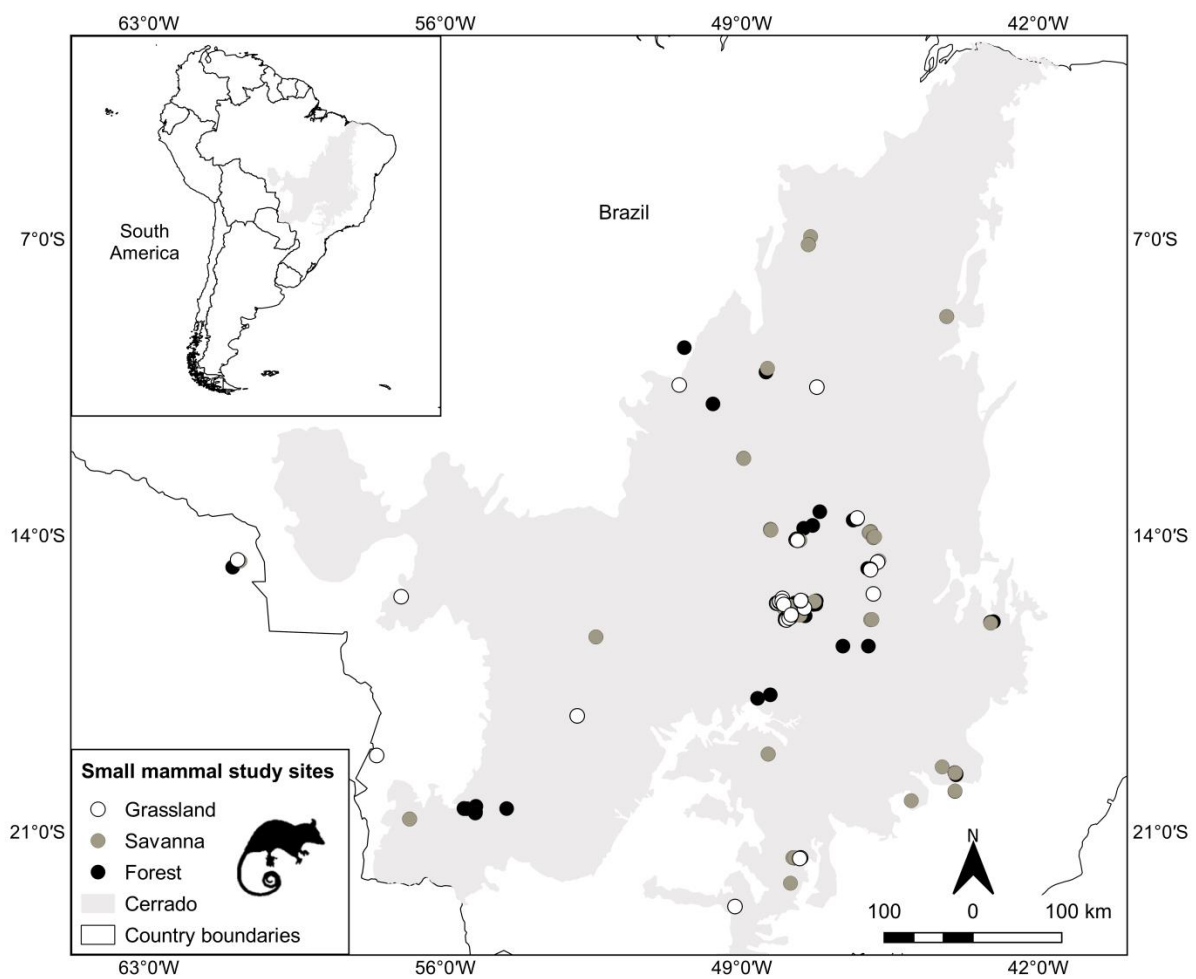 63°0'W 56°0'W 49°0'W 42°0'W
Brazil
South
America
7°0'S 7°0'S
14°0'S 14°0'S
Small mammal study sites
Grassland
Savanna
Forest
Cerrado
Country boundaries
21°0'S 21°0'S
N
100 0 100 km
63°0'W 56°0'W 49°0'W 42°0'W